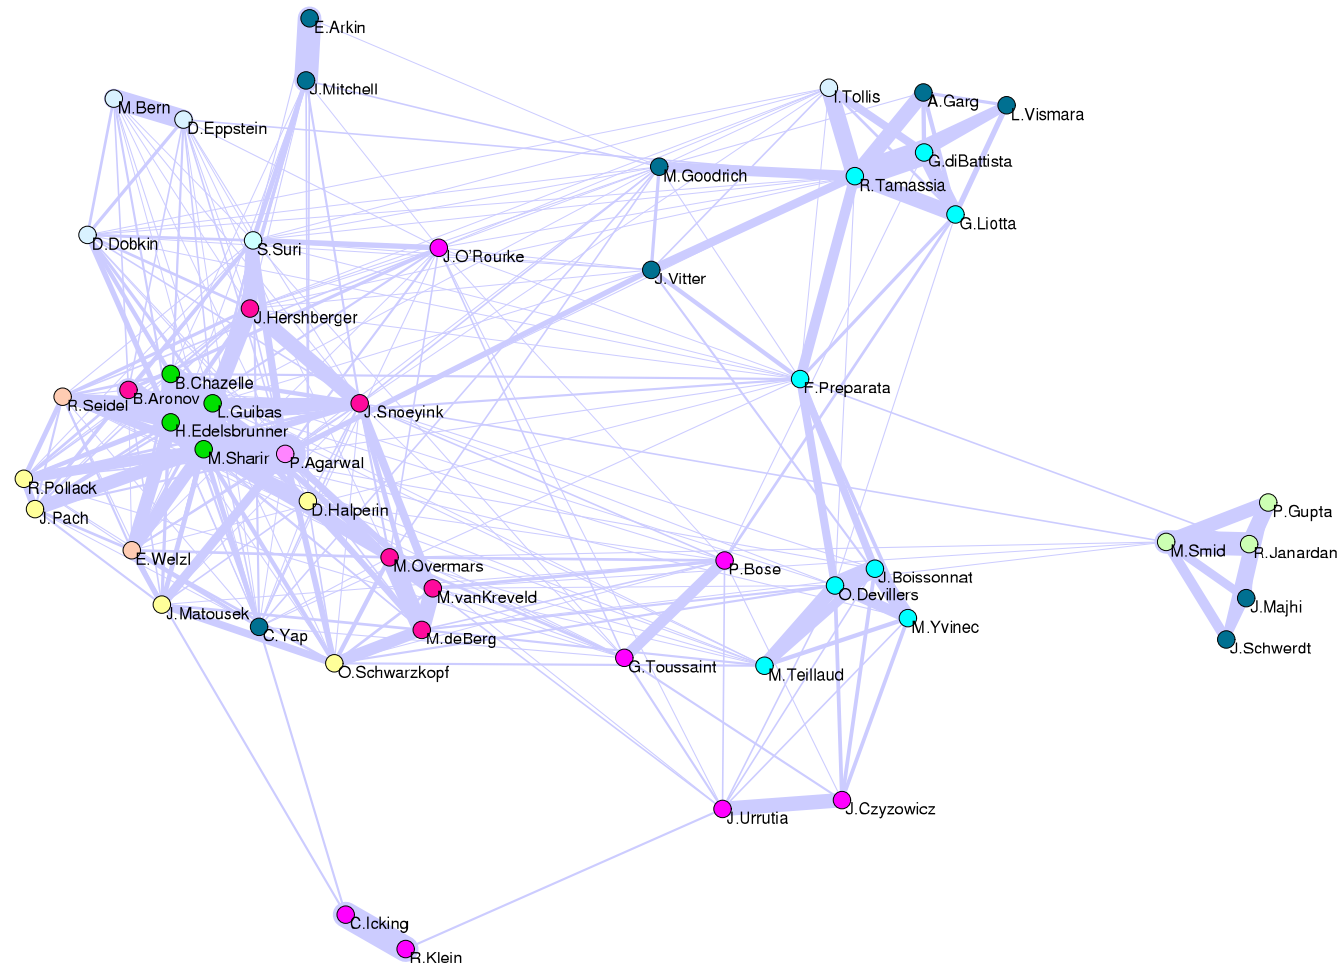 E.Arkin
J.Mitchell
M.Bern
D.Eppstein
I.Tollis
A.Garg
L.Vismara
G.diBattista
M.Goodrich
R.Tamassia
G.Liotta
D.Dobkin
S.Suri
J.O'Rourke
J.Vitter
J.Hershberger
B.Chazelle
F.Preparata
B.Aronov
R.Seidel
L.Guibas
J.Snoeyink
H.Edelsbrunner
M.Sharir
P.Agarwal
R.Pollack
D.Halperin
J.Pach
P.Gupta
E.Welzl
M.Smid
R.Janardan
M.Overmars
P.Bose
J.Boissonnat
O.Devillers
M.vanKreveld
J.Majhi
J.Matousek
M.Yvinec
C.Yap
M.deBerg
J.Schwerdt
G.Toussaint
O.Schwarzkopf
M.Teillaud
J.Czyzowicz
J.Urrutia
C.Icking
R.Klein